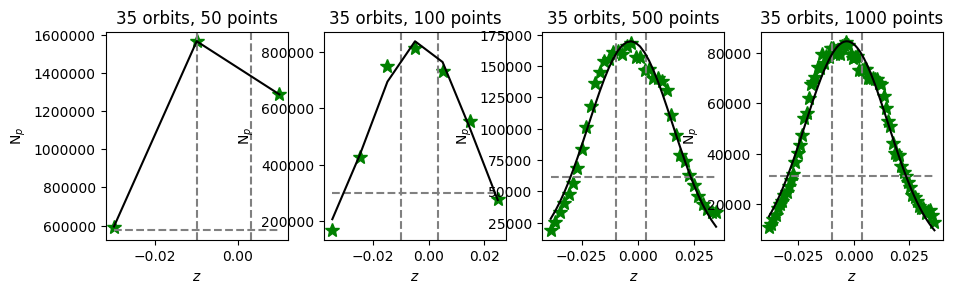 35 orbits, 50 points
1600000
1400000
1200000
1000000
800000
600000
N_p
−0.02
0.00
z
35 orbits, 100 points
800000
600000
400000
200000
N_p
−0.02
0.00
0.02
z
35 orbits, 500 points
175000
150000
125000
100000
75000
50000
25000
N_p
−0.025
0.000
0.025
z
35 orbits, 1000 points
80000
60000
40000
20000
N_p
−0.025
0.000
0.025
z